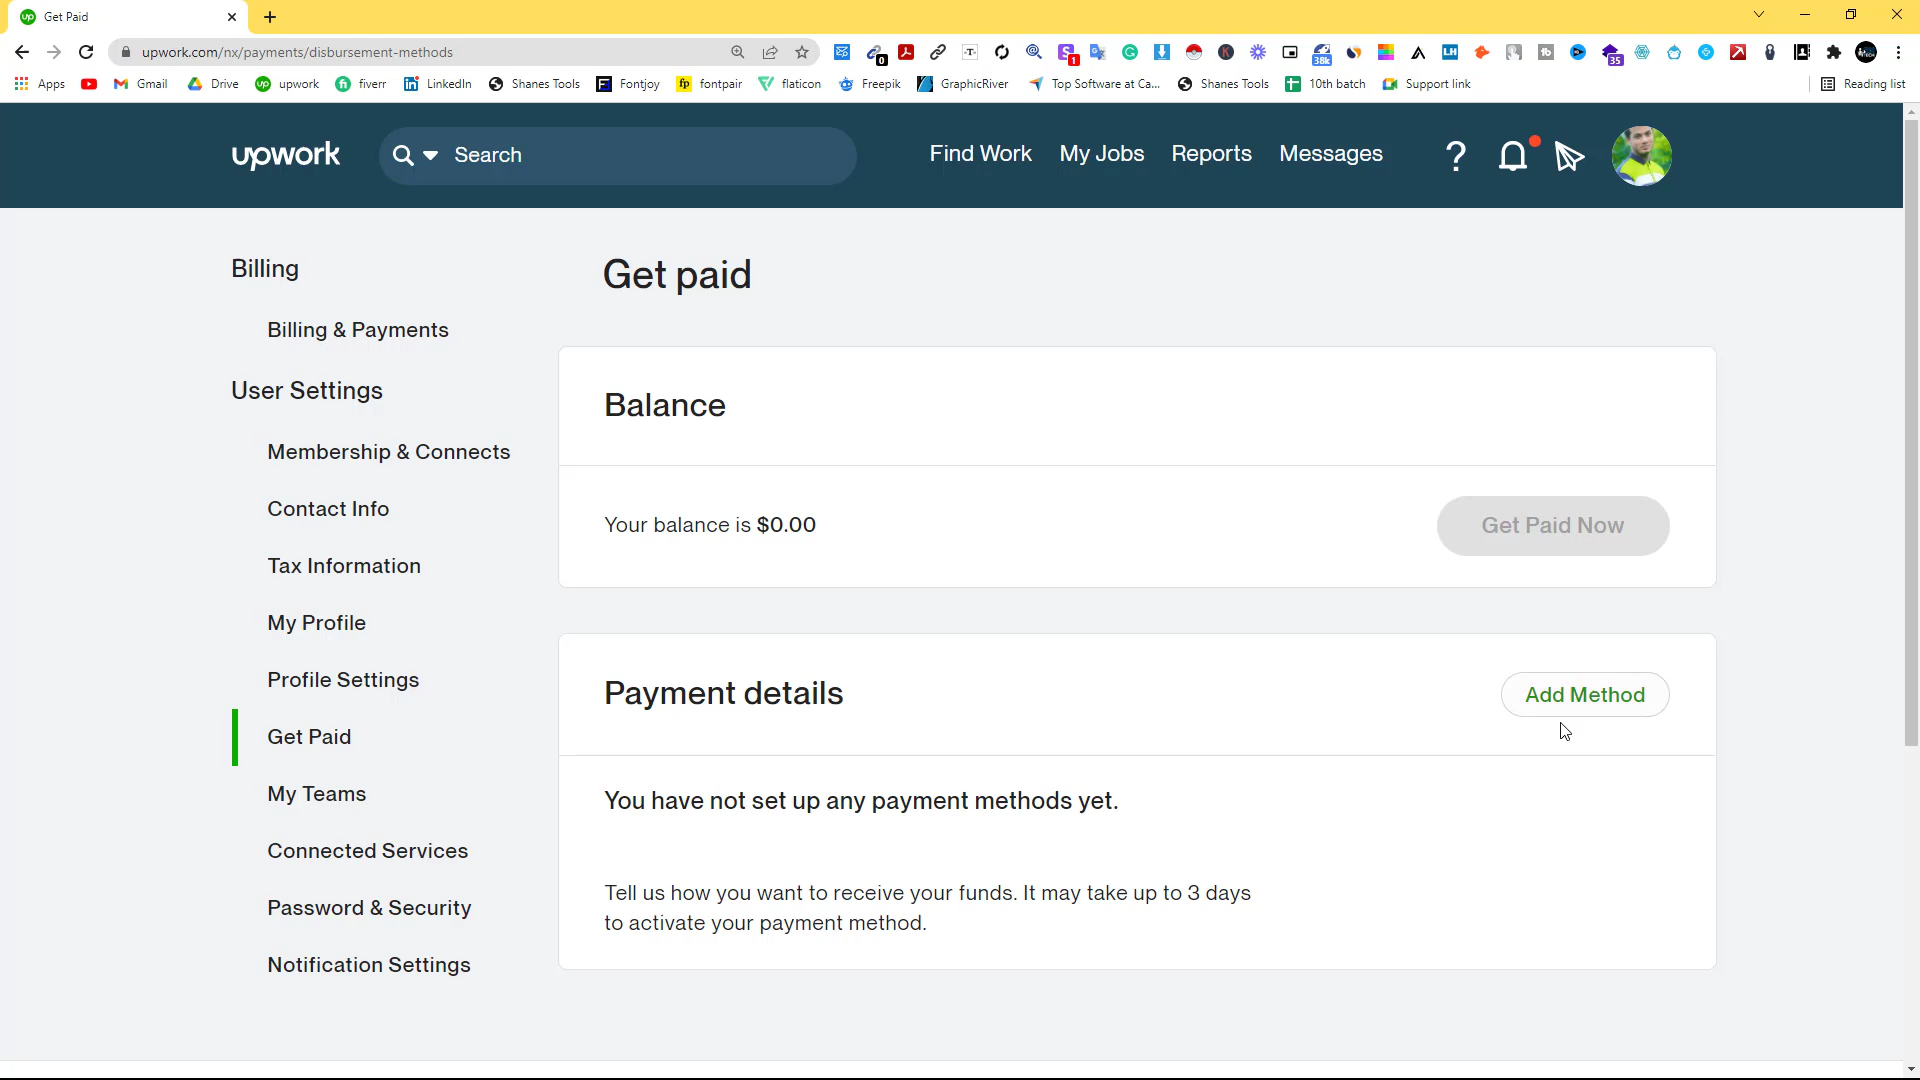 Get Paid
upwork.com/nx/payments/disbursement-methods
0
1
38k
35
Apps
Gmail
Drive
upwork
fiverr
LinkedIn
Shanes Tools
Fontjoy
fp fontpair
flaticon
Freepik
GraphicRiver
Top Software at Ca...
Shanes Tools
10th batch
Support link
Reading list
upwork
Search
Find Work
My Jobs
Reports
Messages
Billing
Billing & Payments
User Settings
Membership & Connects
Contact Info
Tax Information
My Profile
Profile Settings
Get Paid
My Teams
Connected Services
Password & Security
Notification Settings
Get paid
Balance
Your balance is $0.00
Get Paid Now
Payment details
Add Method
You have not set up any payment methods yet.
Tell us how you want to receive your funds. It may take up to 3 days
to activate your payment method.